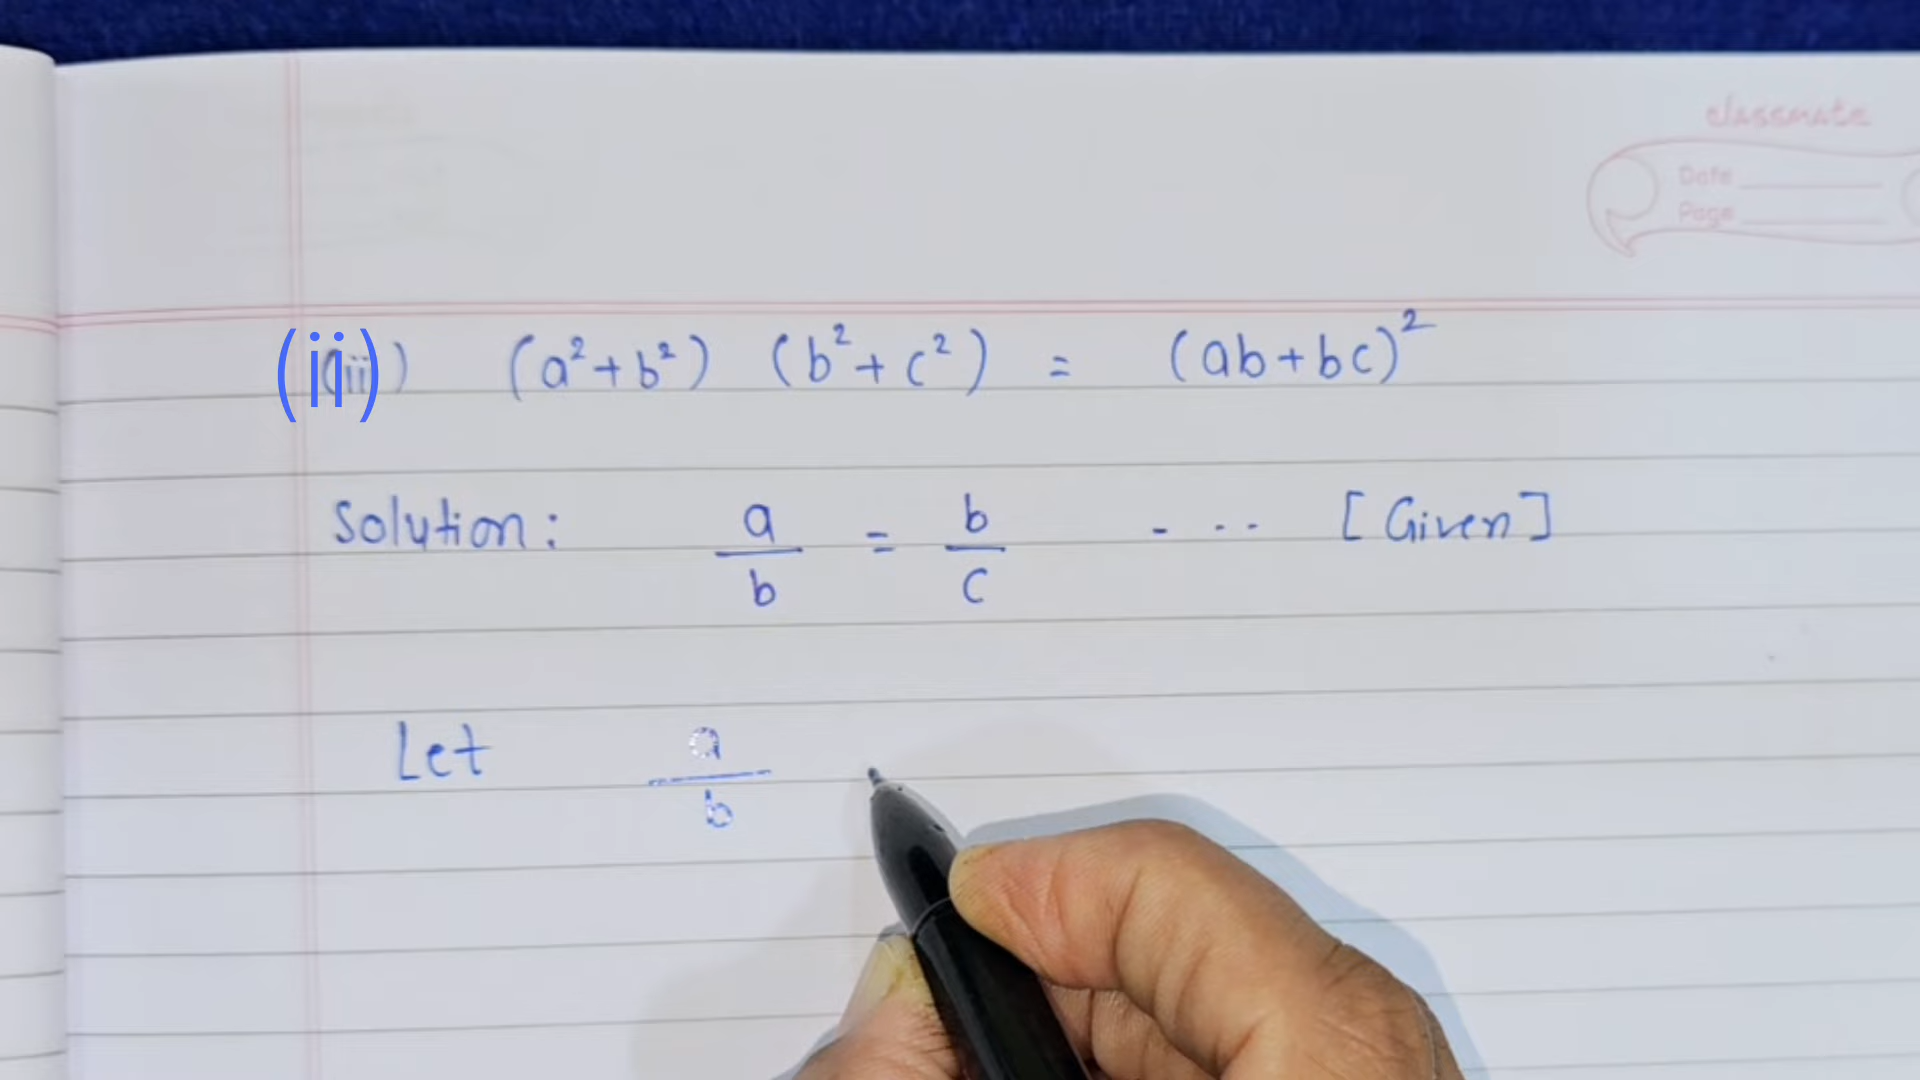 classmate
Date
Page
(ii) (a²+b²) (b²+c²) = (ab+bc)²
Solution: a/b = b/c - -- [Given]
Let a/b